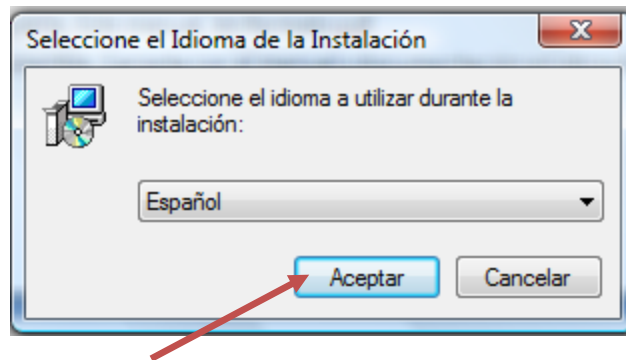 Seleccione el Idioma de la Instalación
Seleccione el idioma a utilizar durante la
instalación:
Español
Aceptar
Cancelar